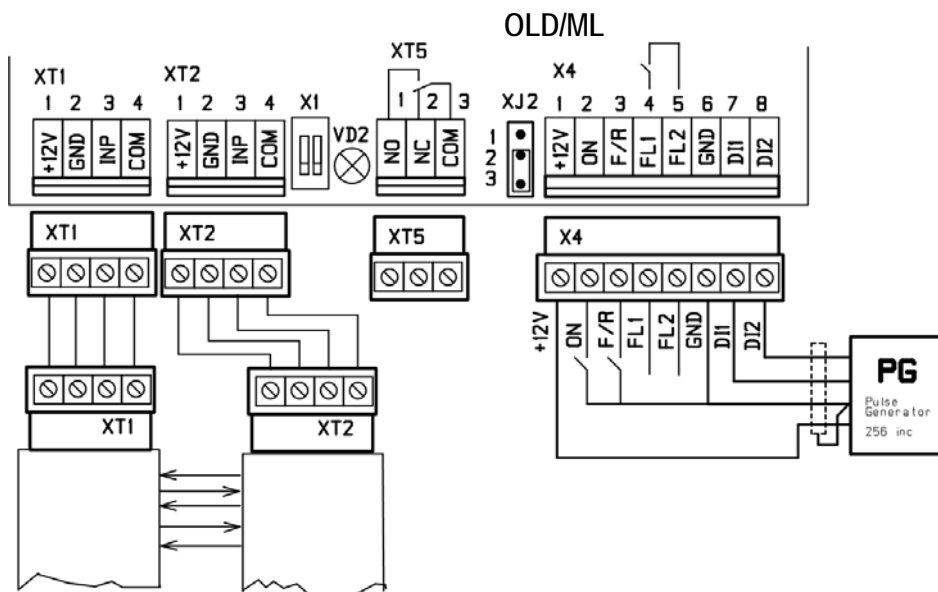 OLD/ML
XT1
1 2 3 4
+12V GND INP COM
XT2
1 2 3 4
+12V GND INP COM
X1
VD2
XT5
1 2 3
NO NC COM
XJ2
1
2
3
X4
1 2 3 4 5 6 7 8
+12V ON F/R FL1 FL2 GND DI1 DI2
XT1
XT2
XT5
X4
+12V ON F/R FL1 FL2 GND DI1 DI2
XT1
XT2
PG
Pulse
Generator
256 inc